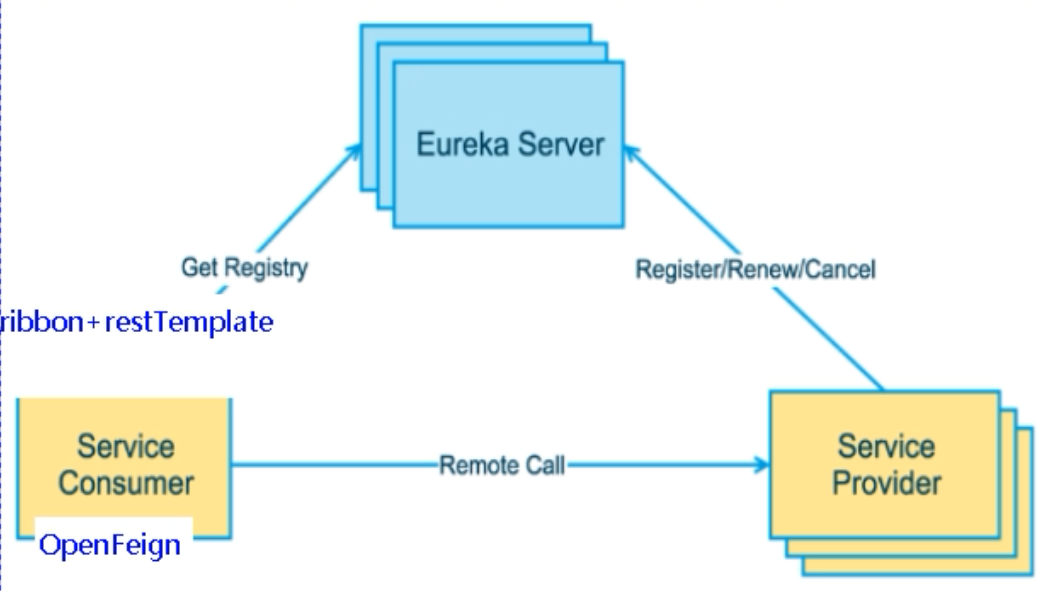 Eureka Server
Get Registry
Register/Renew/Cancel
ribbon+restTemplate
Service
Consumer
Remote Call
Service
Provider
OpenFeign